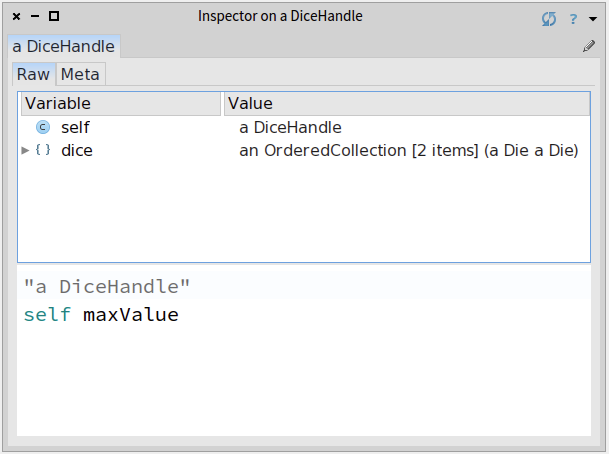 Inspector on a DiceHandle
?
a DiceHandle
Raw Meta
Variable Value
C self a DiceHandle
{ } dice an OrderedCollection [2 items] (a Die a Die)
"a DiceHandle"
self maxValue